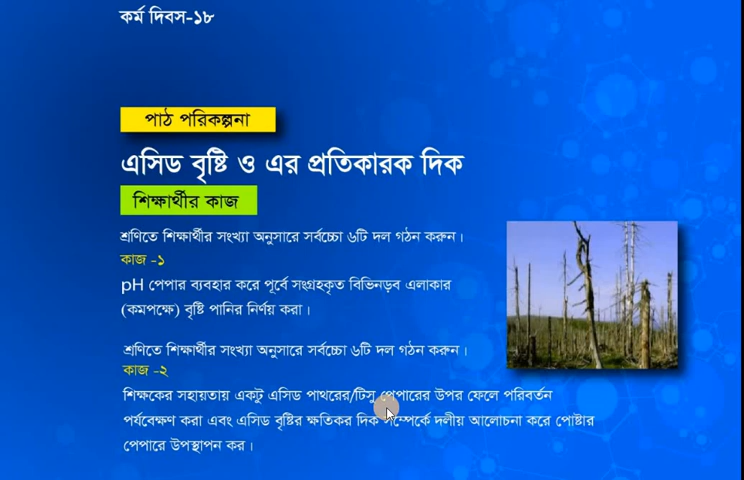 কর্ম দিবস-১৮
পাঠ পরিকল্পনা
এসিড বৃষ্টি ও এর প্রতিকারক দিক
শিক্ষার্থীর কাজ
শ্রণিতে শিক্ষার্থীর সংখ্যা অনুসারে সর্বচ্চো ৬টি দল গঠন করুন।
কাজ -১
pH পেপার ব্যবহার করে পূর্বে সংগ্রহকৃত বিভিনড়ব এলাকার
(কমপক্ষে) বৃষ্টি পানির নির্ণয় করা।
শ্রণিতে শিক্ষার্থীর সংখ্যা অনুসারে সর্বচ্চো ৬টি দল গঠন করুন।
কাজ -২
শিক্ষকের সহায়তায় একটু এসিড পাথরের/টিসু পেপারের উপর ফেলে পরিবর্তন
পর্যবেক্ষণ করা এবং এসিড বৃষ্টির ক্ষতিকর দিক সম্পের্কে দলীয় আলোচনা করে পোষ্টার
পেপারে উপস্থাপন কর।